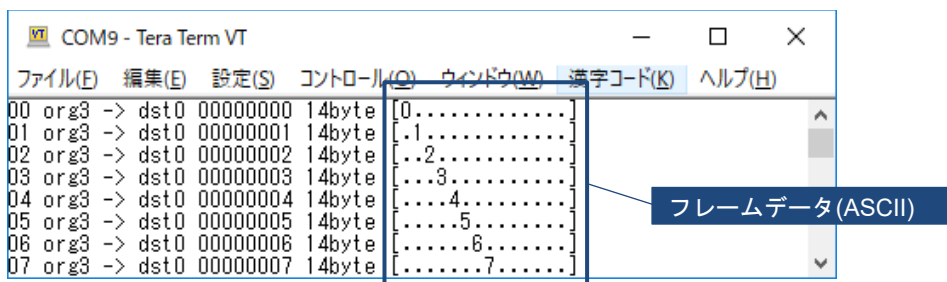 COM9 - Tera Term VT
ファイル(F) 編集(E) 設定(S) コントロール(O) ウィンドウ(W) 漢字コード(K) ヘルプ(H)
00 org3 -> dst0 00000000 14byte [0.............]
01 org3 -> dst0 00000001 14byte [.1............]
02 org3 -> dst0 00000002 14byte [..2...........]
03 org3 -> dst0 00000003 14byte [...3..........]
04 org3 -> dst0 00000004 14byte [....4.........]
05 org3 -> dst0 00000005 14byte [.....5........]
06 org3 -> dst0 00000006 14byte [......6.......]
07 org3 -> dst0 00000007 14byte [.......7......]
フレームデータ(ASCII)